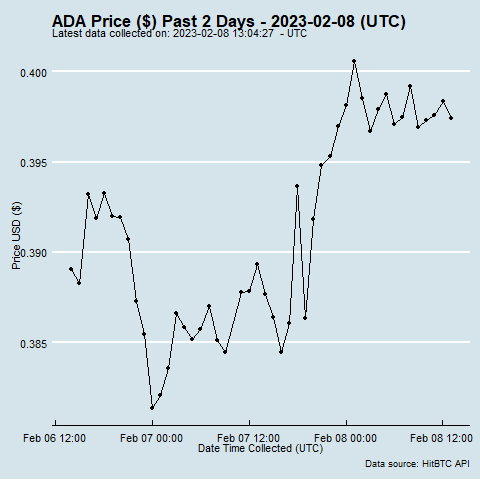 ADA Price ($) Past 2 Days - 2023-02-08 (UTC)
Latest data collected on: 2023-02-08 13:04:27 - UTC
0.400
0.395
0.390
0.385
Price USD ($)
Feb 06 12:00 Feb 07 00:00 Feb 07 12:00 Feb 08 00:00 Feb 08 12:00
Date Time Collected (UTC)
Data source: HitBTC API